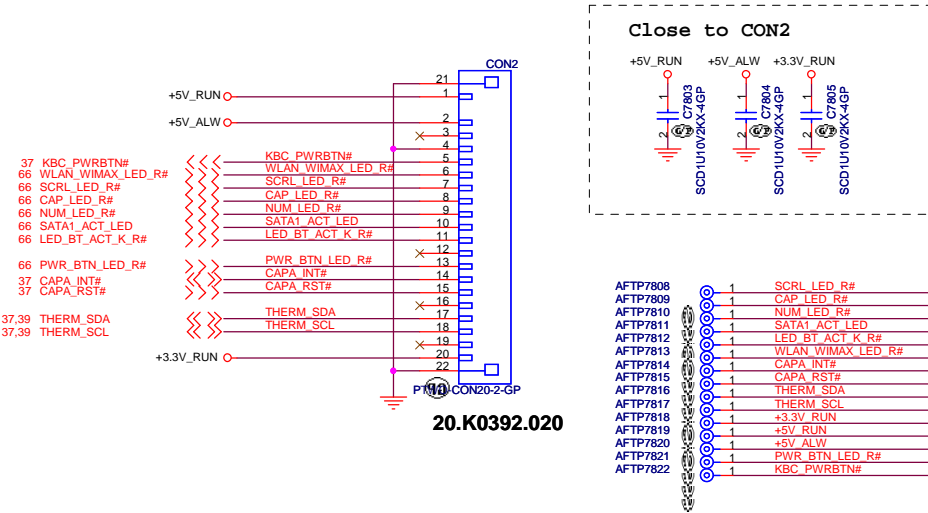 Close to CON2
+5V_RUN
+5V_ALW
+3.3V_RUN
1
2
C7803
SCD1U10V2KX-4GP
1
2
C7804
SCD1U10V2KX-4GP
1
2
C7805
SCD1U10V2KX-4GP
CON2
21
+5V_RUN 1
+5V_ALW 2
3
4
37 KBC_PWRBTN# KBC_PWRBTN# 5
66 WLAN_WIMAX_LED_R# WLAN_WIMAX_LED_R# 6
66 SCRL_LED_R# SCRL_LED_R# 7
66 CAP_LED_R# CAP_LED_R# 8
66 NUM_LED_R# NUM_LED_R# 9
66 SATA1_ACT_LED SATA1_ACT_LED 10
66 LED_BT_ACT_K_R# LED_BT_ACT_K_R# 11
12
66 PWR_BTN_LED_R# PWR_BTN_LED_R# 13
37 CAPA_INT# CAPA_INT# 14
37 CAPA_RST# CAPA_RST# 15
16
37,39 THERM_SDA THERM_SDA 17
37,39 THERM_SCL THERM_SCL 18
19
+3.3V_RUN 20
22
20.K0392.020
AFTP7808 1 SCRL_LED_R#
AFTP7809 1 CAP_LED_R#
AFTP7810 1 NUM_LED_R#
AFTP7811 1 SATA1_ACT_LED
AFTP7812 1 LED_BT_ACT_K_R#
AFTP7813 1 WLAN_WIMAX_LED_R#
AFTP7814 1 CAPA_INT#
AFTP7815 1 CAPA_RST#
AFTP7816 1 THERM_SDA
AFTP7817 1 THERM_SCL
AFTP7818 1 +3.3V_RUN
AFTP7819 1 +5V_RUN
AFTP7820 1 +5V_ALW
AFTP7821 1 PWR_BTN_LED_R#
AFTP7822 1 KBC_PWRBTN#